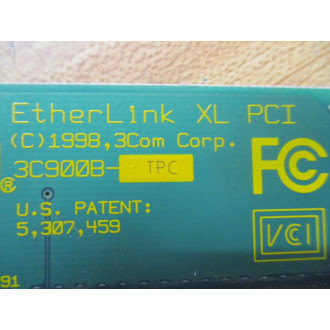 EtherLink XL PCI
(C)1998,3Com Corp.
3C900B- TPC
FC
®
U.S. PATENT:
5,307,459
VCI
91